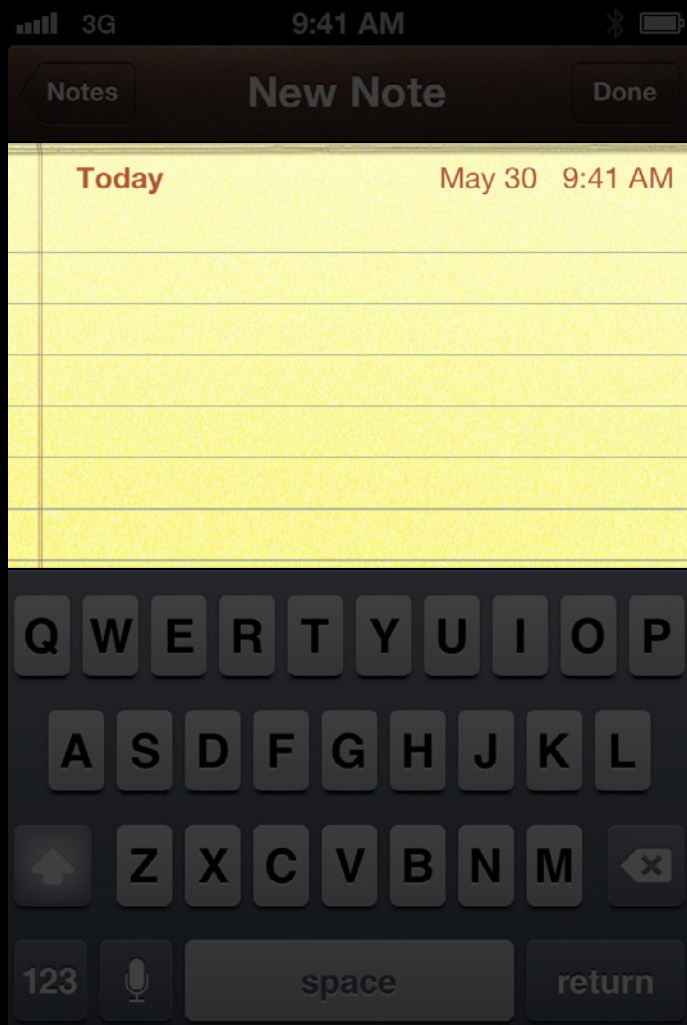 3G 9:41 AM
Notes New Note Done
Today May 30 9:41 AM
Q W E R T Y U I O P
A S D F G H J K L
Z X C V B N M
123 space return